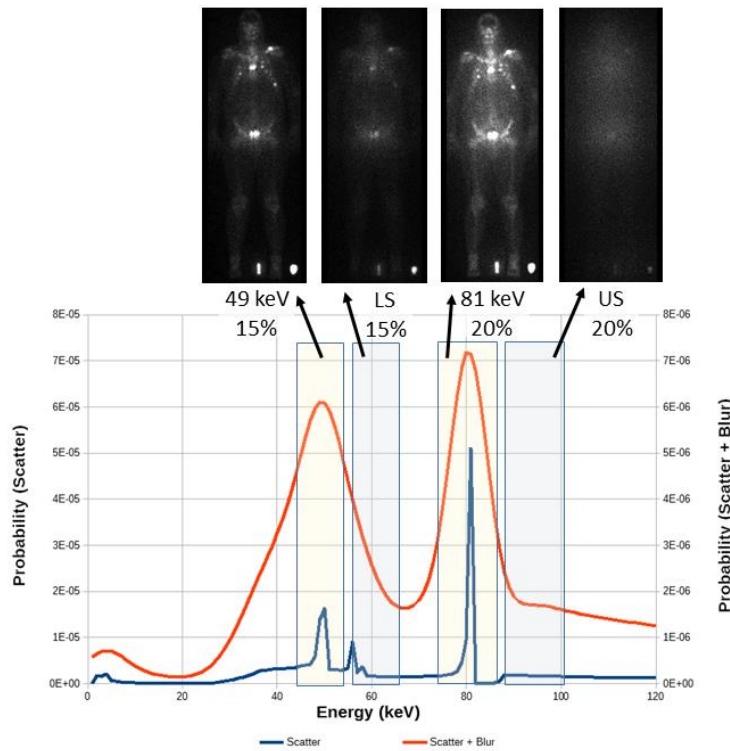 49 keV LS 81 keV US
15% 15% 20% 20%
8E-05 8E-06
7E-05 7E-06
6E-05 6E-06
5E-05 5E-06
4E-05 4E-06
3E-05 3E-06
2E-05 2E-06
1E-05 1E-06
0E+00 0E+00
Probability (Scatter)
Probability (Scatter + Blur)
0 20 40 60 80 100 120
Energy (keV)
Scatter Scatter + Blur